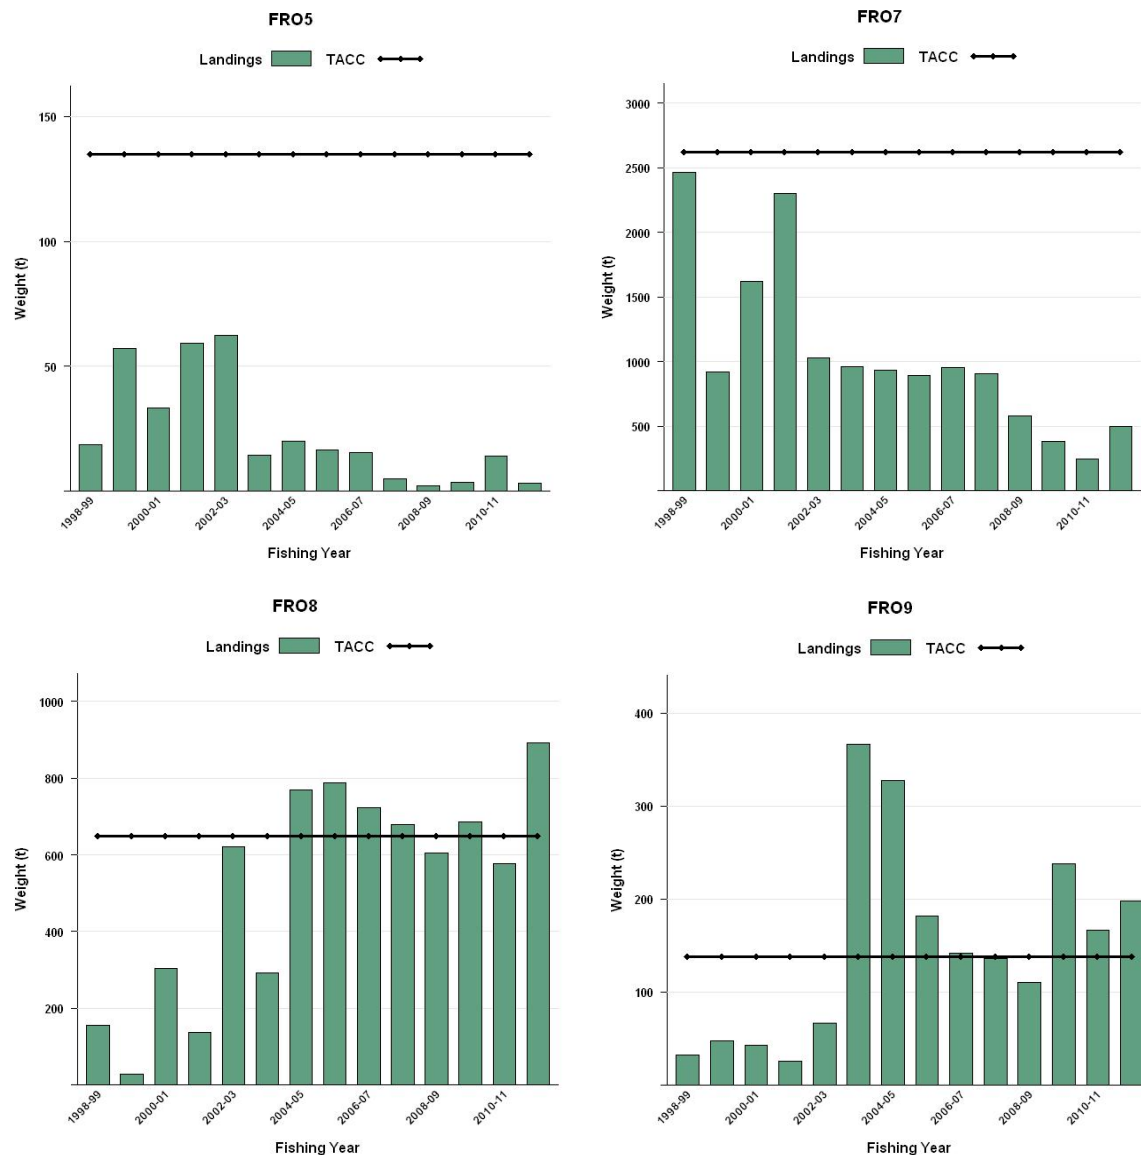 FRO5
Landings TACC
150
100
50
Weight (t)
1998-99 2000-01 2002-03 2004-05 2006-07 2008-09 2010-11
Fishing Year
FRO7
Landings TACC
3000
2500
2000
1500
1000
500
Weight (t)
1998-99 2000-01 2002-03 2004-05 2006-07 2008-09 2010-11
Fishing Year
FRO8
Landings TACC
1000
800
600
400
200
Weight (t)
1998-99 2000-01 2002-03 2004-05 2006-07 2008-09 2010-11
Fishing Year
FRO9
Landings TACC
400
300
200
100
Weight (t)
1998-99 2000-01 2002-03 2004-05 2006-07 2008-09 2010-11
Fishing Year